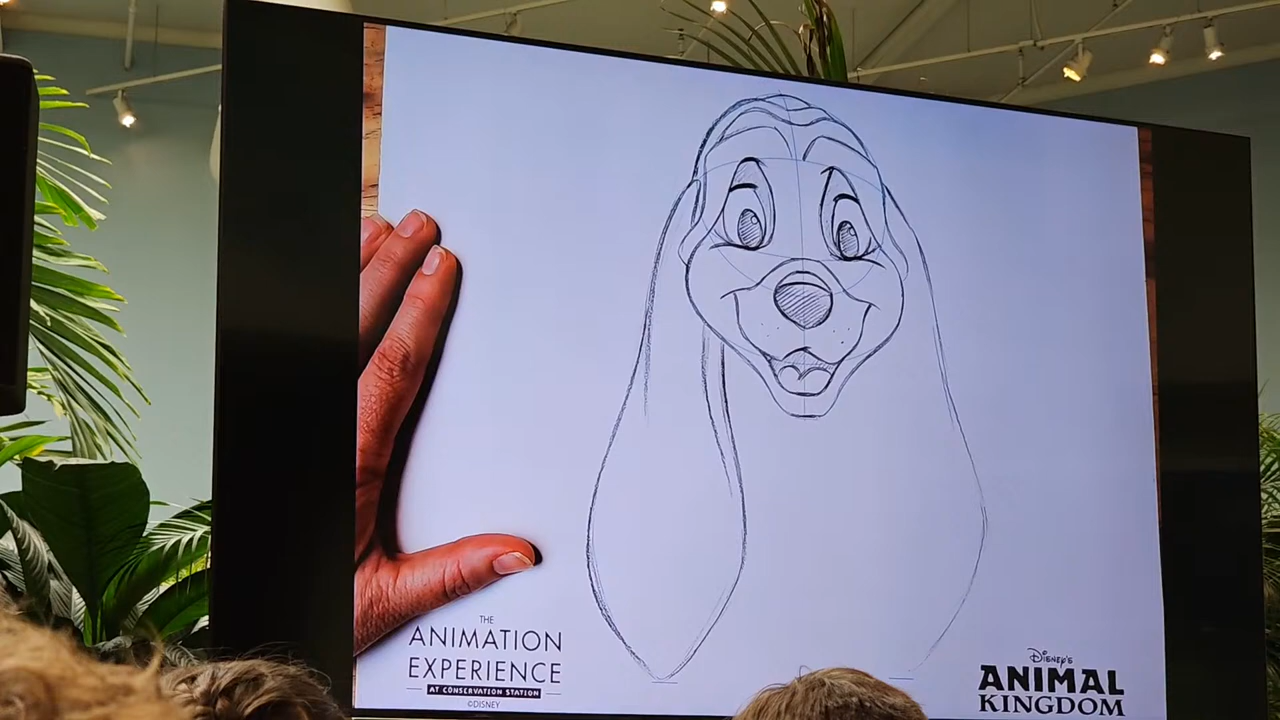 THE
ANIMATION
EXPERIENCE
AT CONSERVATION STATION
©DISNEY
DISNEY'S
ANIMAL
KINGDOM